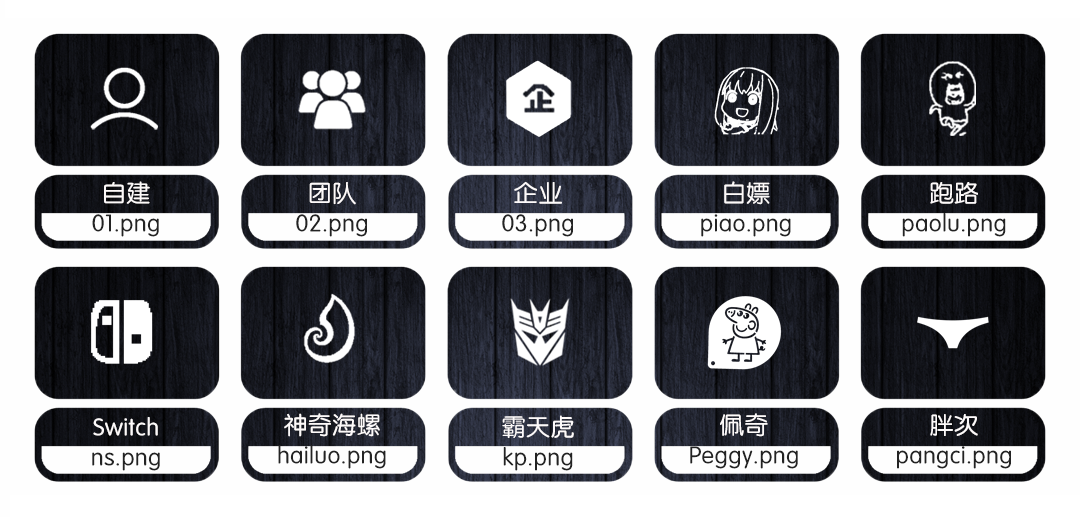 企
自建
01.png
团队
02.png
企业
03.png
白嫖
piao.png
跑路
paolu.png
Switch
ns.png
神奇海螺
hailuo.png
霸天虎
kp.png
佩奇
Peggy.png
胖次
pangci.png